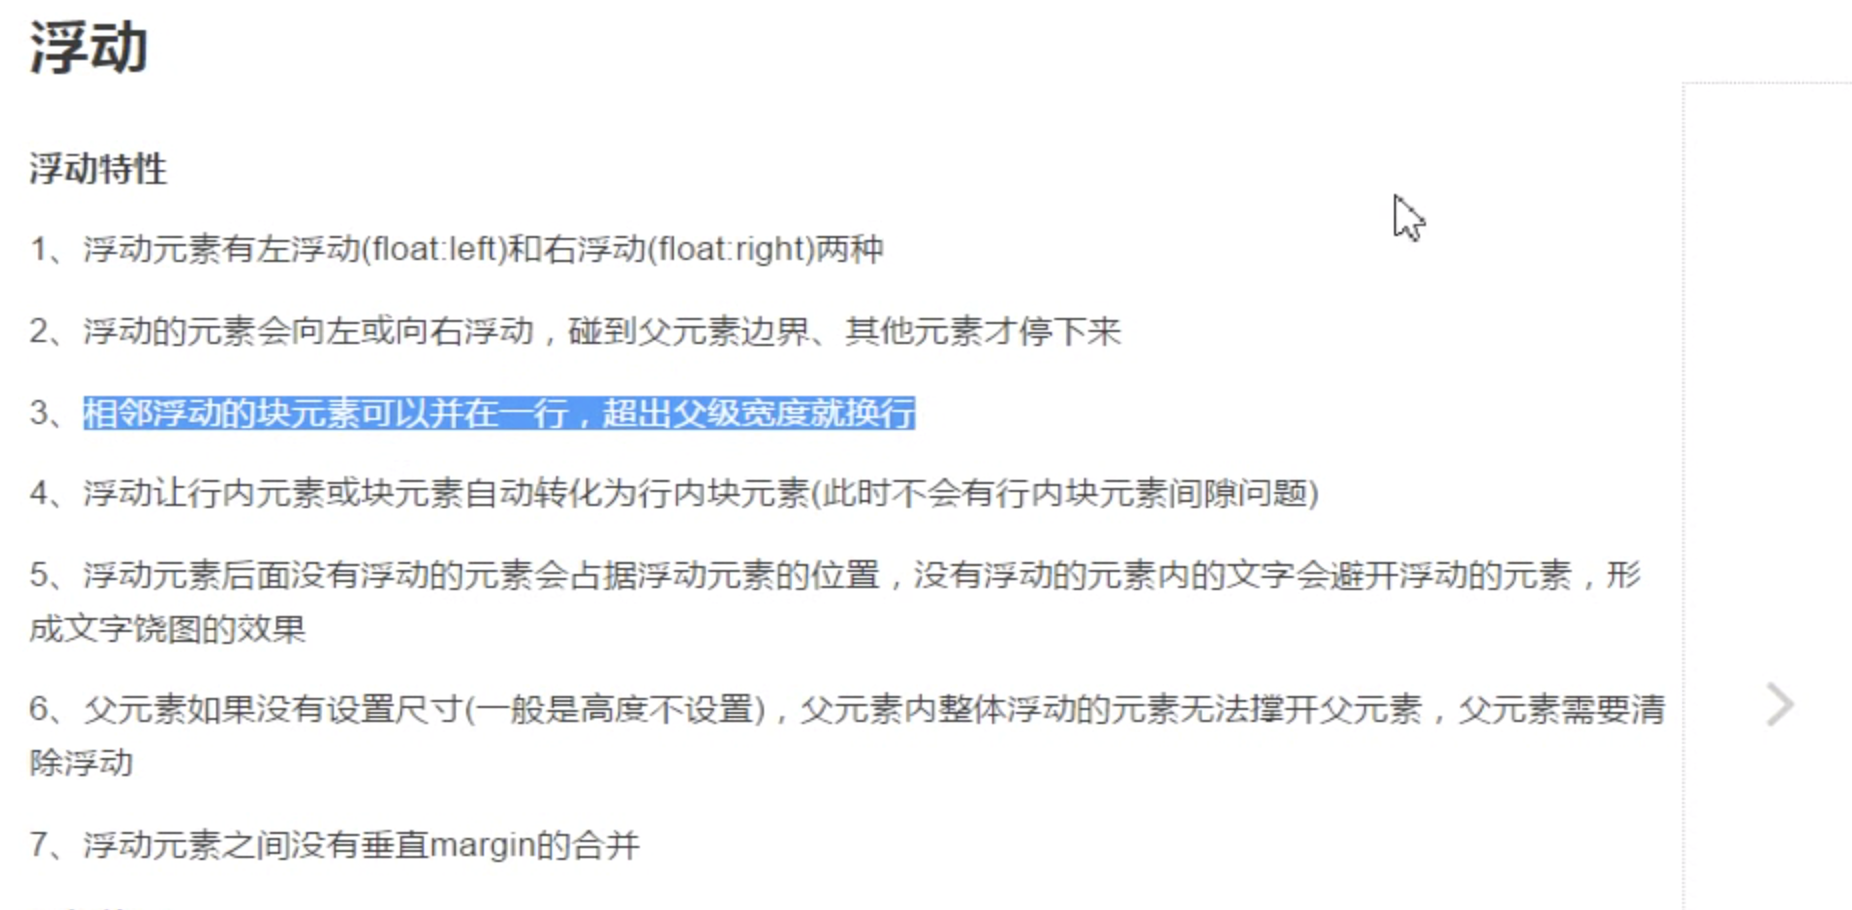 浮动
浮动特性
1、浮动元素有左浮动(float:left)和右浮动(float:right)两种
2、浮动的元素会向左或向右浮动，碰到父元素边界、其他元素才停下来
3、相邻浮动的块元素可以并在一行，超出父级宽度就换行
4、浮动让行内元素或块元素自动转化为行内块元素(此时不会有行内块元素间隙问题)
5、浮动元素后面没有浮动的元素会占据浮动元素的位置，没有浮动的元素内的文字会避开浮动的元素，形
成文字饶图的效果
6、父元素如果没有设置尺寸(一般是高度不设置)，父元素内整体浮动的元素无法撑开父元素，父元素需要清
除浮动
7、浮动元素之间没有垂直margin的合并